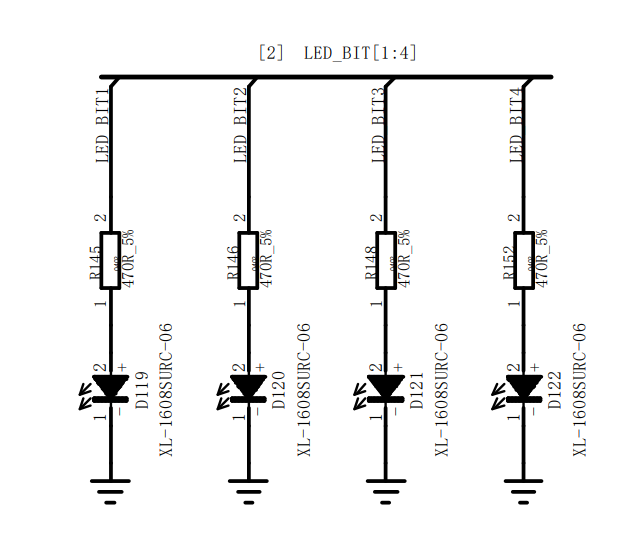 [2] LED_BIT[1:4]
LED_BIT1
LED_BIT2
LED_BIT3
LED_BIT4
2
2
2
2
R145
470R_5%
R146
470R_5%
R148
470R_5%
R152
470R_5%
1
1
1
1
2 +
2 +
2 +
2 +
D119
XL-1608SURC-06
D120
XL-1608SURC-06
D121
XL-1608SURC-06
D122
XL-1608SURC-06
1 -
1 -
1 -
1 -